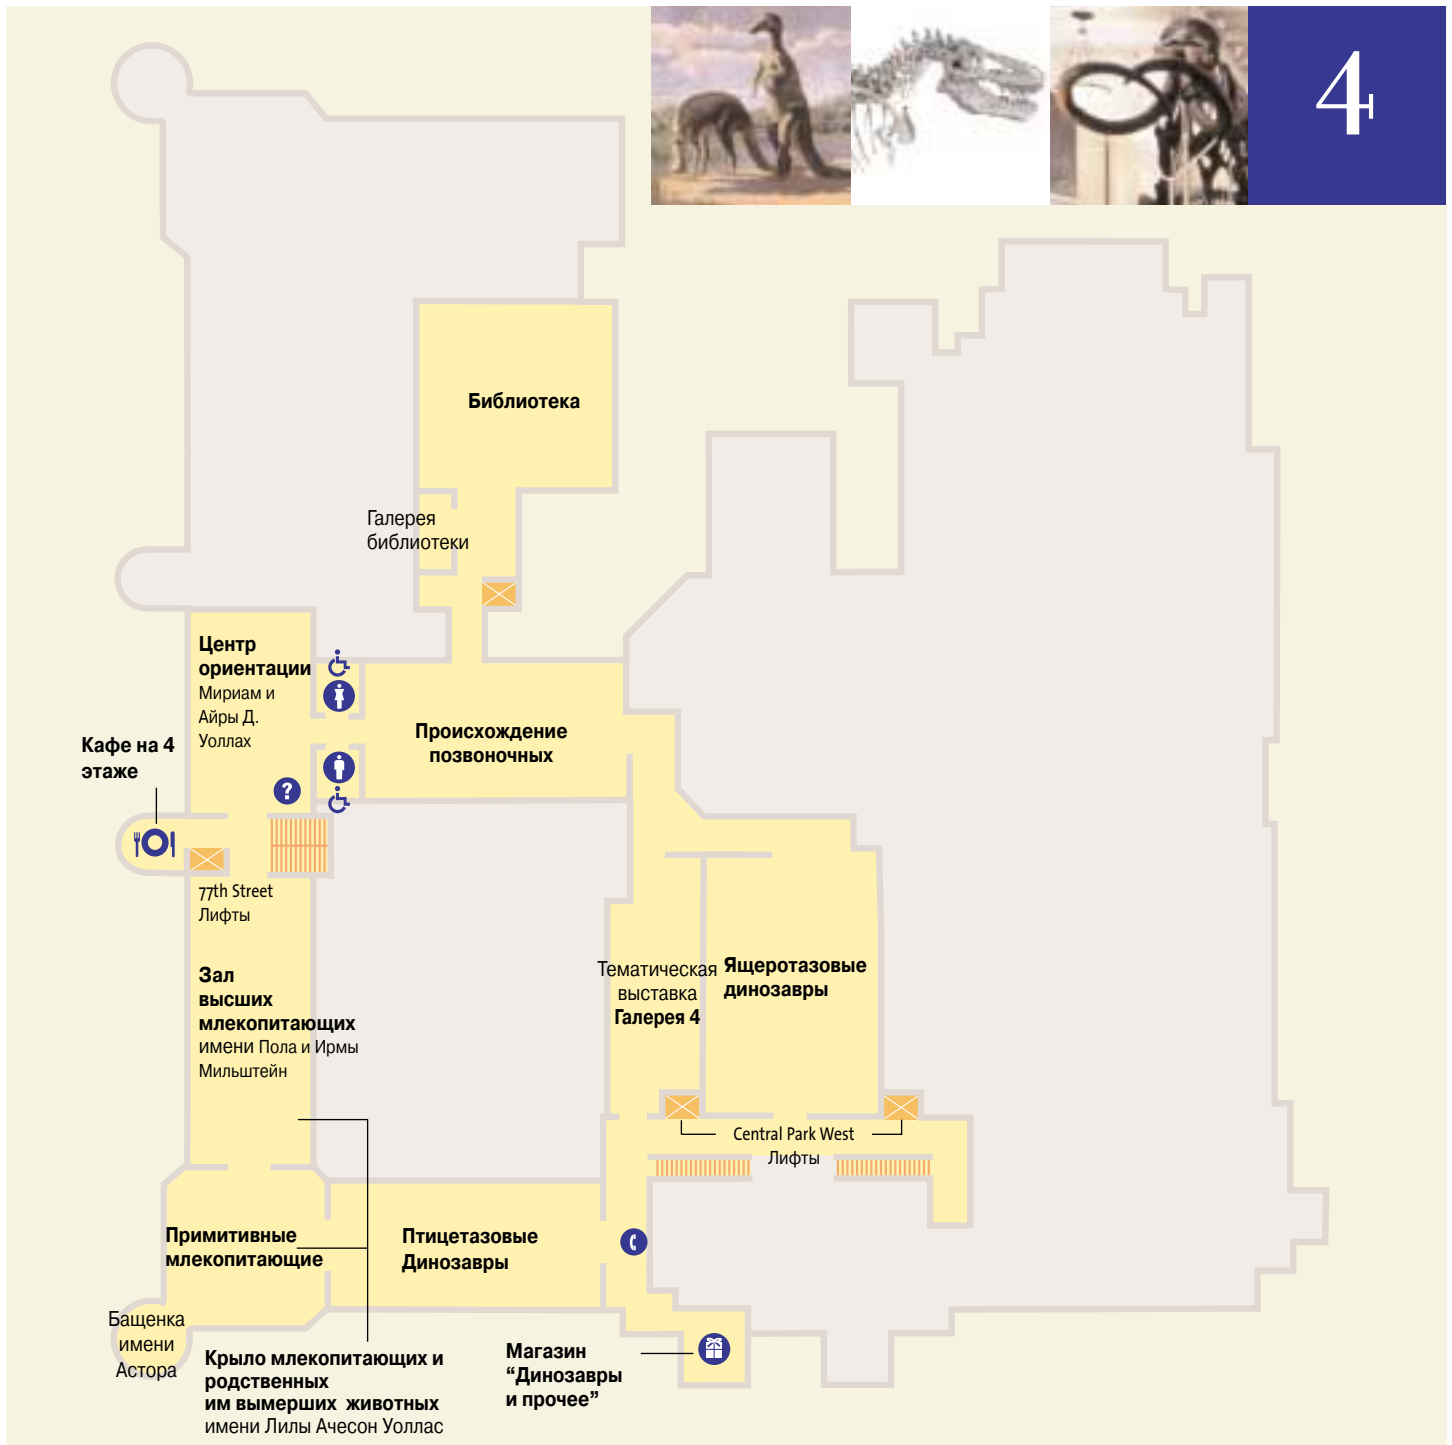 4
Библиотека
Галерея
библиотеки
Центр
ориентации
Мириам и
Айры Д.
Уоллах
Происхождение
позвоночных
Кафе на 4
этаже
?
77th Street
Лифты
Зал
высших
млекопитающих
имени Пола и Ирмы
Мильштейн
Тематическая
выставка
Галерея 4
Ящеротазовые
динозавры
Central Park West
Лифты
Примитивные
млекопитающие
Птицетазовые
Динозавры
Бащенка
имени
Астора
Крыло млекопитающих и
родственных
им вымерших животных
имени Лилы Ачесон Уоллас
Магазин
“Динозавры
и прочее”